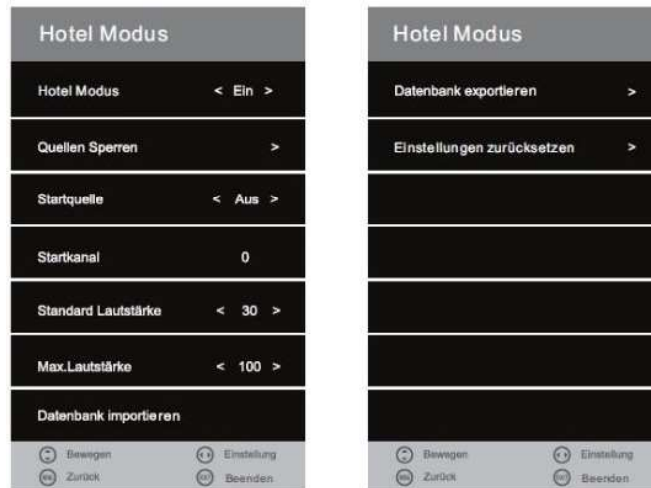 Hotel Modus
Hotel Modus < Ein >
Quellen Sperren >
Startquelle < Aus >
Startkanal 0
Standard Lautstärke < 30 >
Max.Lautstärke < 100 >
Datenbank importieren
Bewegen Einstellung
Zurück Beenden
Hotel Modus
Datenbank exportieren >
Einstellungen zurücksetzen >
Bewegen Einstellung
Zurück Beenden